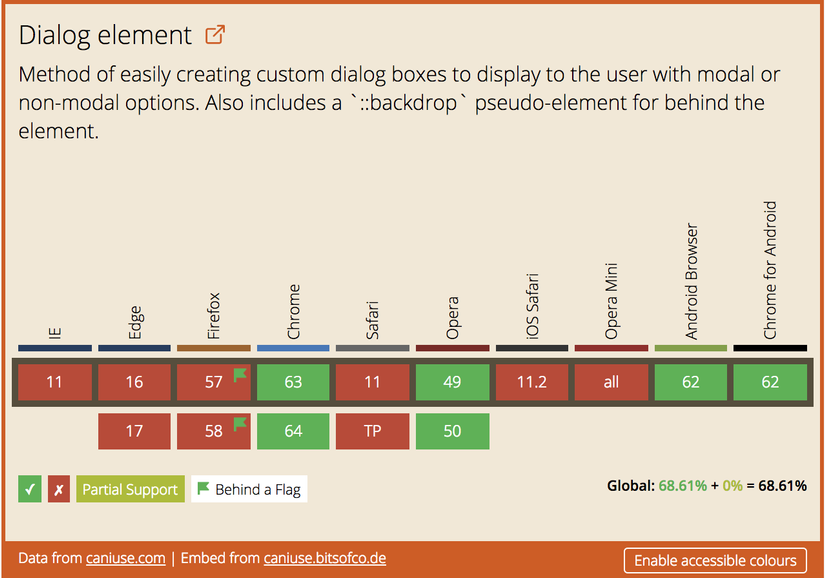 Dialog element
Method of easily creating custom dialog boxes to display to the user with modal or
non-modal options. Also includes a `::backdrop` pseudo-element for behind the
element.
IE
Edge
Firefox
Chrome
Safari
Opera
iOS Safari
Opera Mini
Android Browser
Chrome for Android
11 16 57 63 11 49 11.2 all 62 62
17 58 64 TP 50
✓ ✗ Partial Support Behind a Flag
Global: 68.61% + 0% = 68.61%
Data from caniuse.com | Embed from caniuse.bitsofco.de
Enable accessible colours